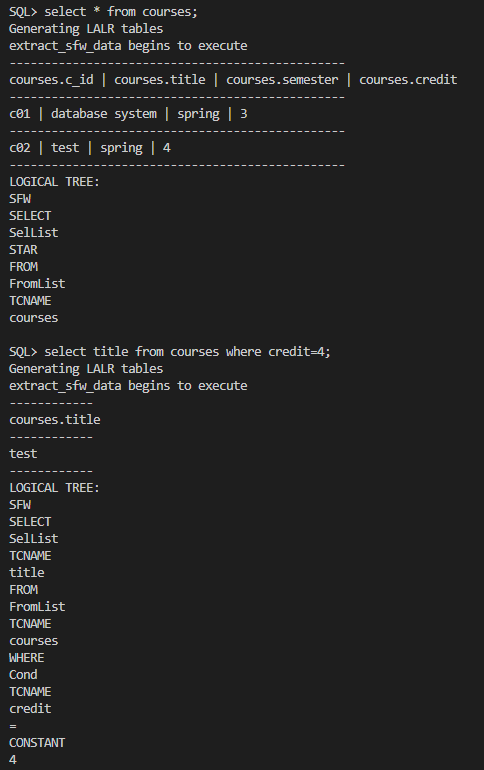 SQL> select * from courses;
Generating LALR tables
extract_sfw_data begins to execute
------------------------------------------------
courses.c_id | courses.title | courses.semester | courses.credit
------------------------------------------------
c01 | database system | spring | 3
------------------------------------------------
c02 | test | spring | 4
------------------------------------------------
LOGICAL TREE:
SFW
SELECT
SelList
STAR
FROM
FromList
TCNAME
courses
SQL> select title from courses where credit=4;
Generating LALR tables
extract_sfw_data begins to execute
------------
courses.title
------------
test
------------
LOGICAL TREE:
SFW
SELECT
SelList
TCNAME
title
FROM
FromList
TCNAME
courses
WHERE
Cond
TCNAME
credit
=
CONSTANT
4